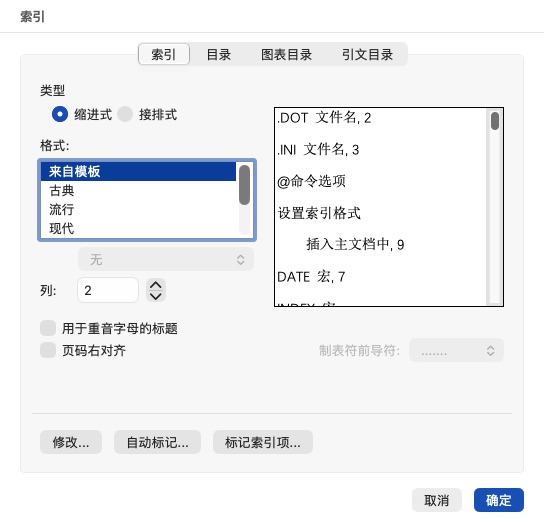 索引
索引 目录 图表目录 引文目录
类型
缩进式 接排式
格式:
来自模板
古典
流行
现代
无
列: 2
.DOT 文件名, 2
.INI 文件名, 3
@命令选项
设置索引格式
插入主文档中, 9
DATE 宏, 7
INDEX 宏
用于重音字母的标题
页码右对齐
制表符前导符: .......
修改... 自动标记... 标记索引项...
取消 确定